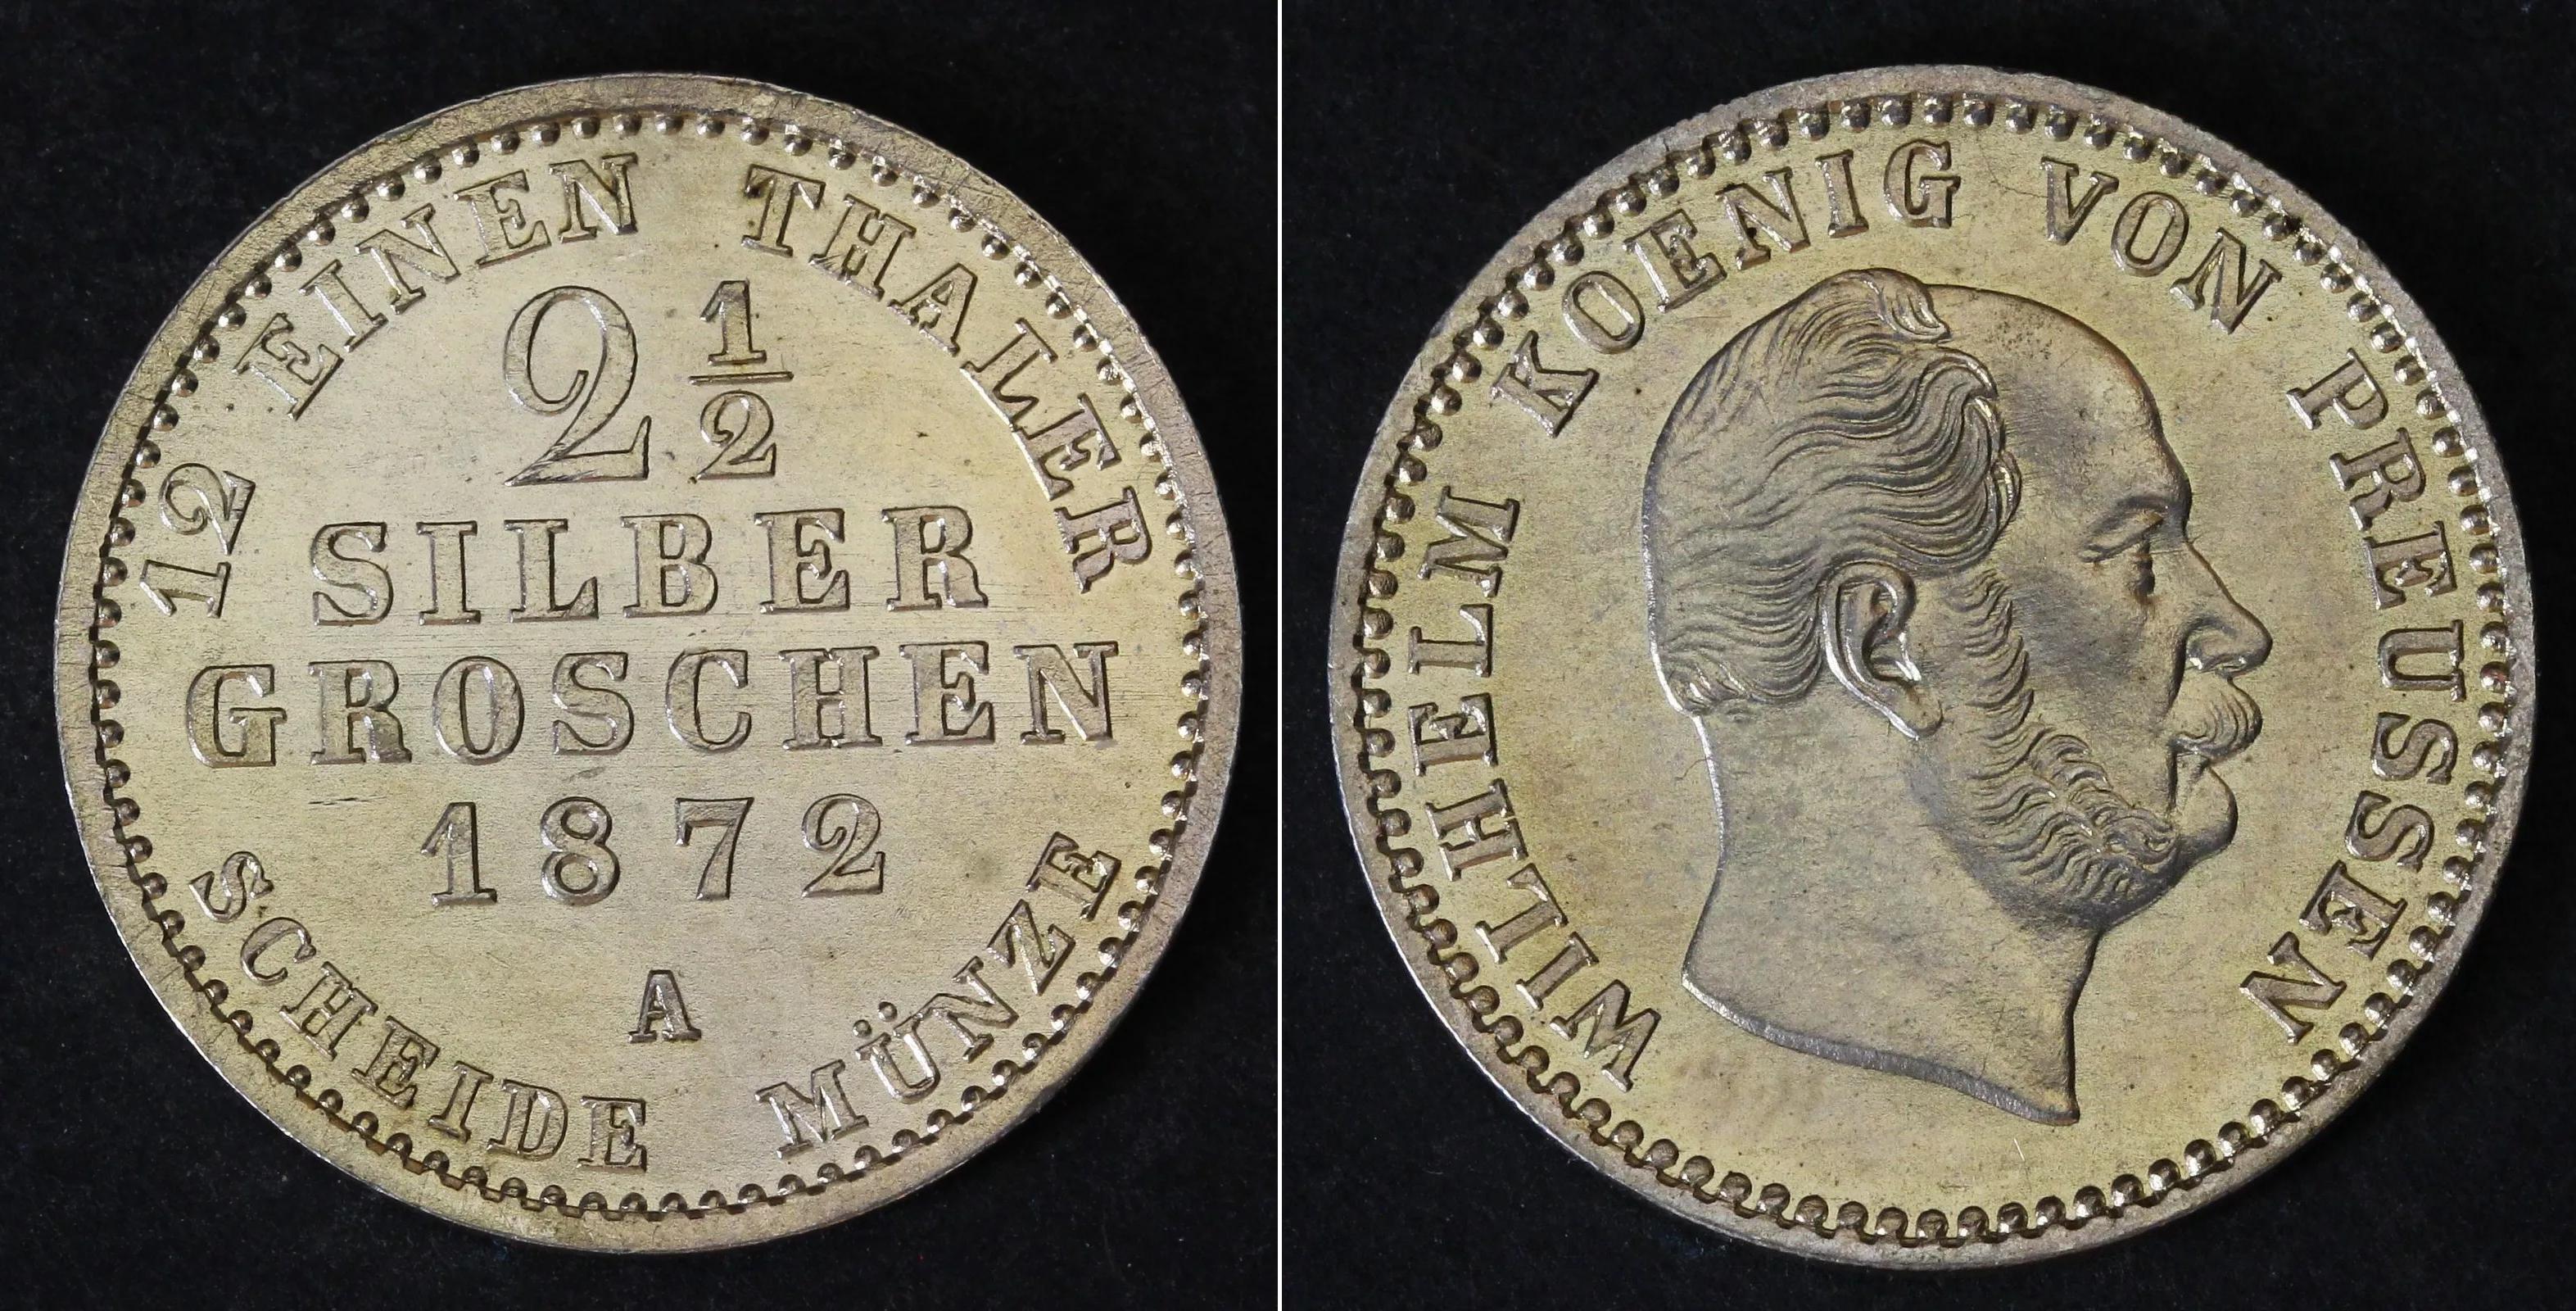 12 EINEN THALER
2 1/2
SILBER
GROSCHEN
1872
A
SCHEIDE MÜNZE
WILHELM KOENIG VON PREUSSEN